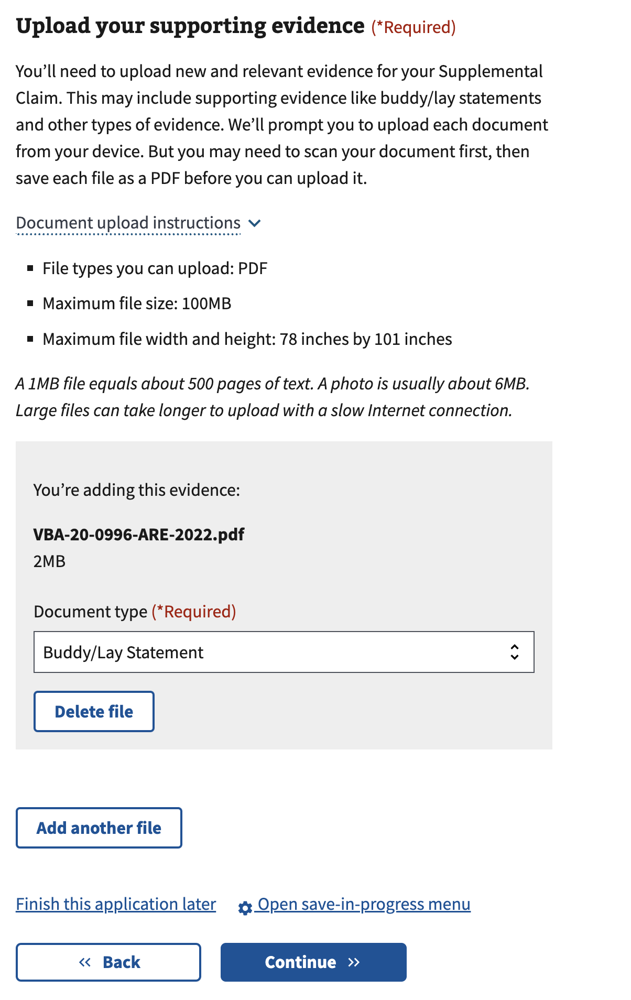 Upload your supporting evidence (*Required)
You’ll need to upload new and relevant evidence for your Supplemental
Claim. This may include supporting evidence like buddy/lay statements
and other types of evidence. We’ll prompt you to upload each document
from your device. But you may need to scan your document first, then
save each file as a PDF before you can upload it.
Document upload instructions
File types you can upload: PDF
Maximum file size: 100MB
Maximum file width and height: 78 inches by 101 inches
A 1MB file equals about 500 pages of text. A photo is usually about 6MB.
Large files can take longer to upload with a slow Internet connection.
You’re adding this evidence:
VBA-20-0996-ARE-2022.pdf
2MB
Document type (*Required)
Buddy/Lay Statement
Delete file
Add another file
Finish this application later Open save-in-progress menu
« Back Continue »